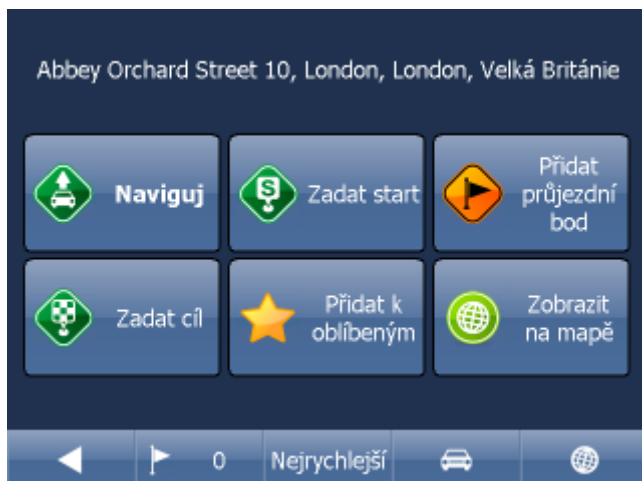 Abbey Orchard Street 10, London, London, Velká Británie
Naviguj
S
Zadat start
Přidat
průjezdní
bod
Zadat cíl
Přidat k
oblíbeným
Zobrazit
na mapě
0
Nejrychlejší